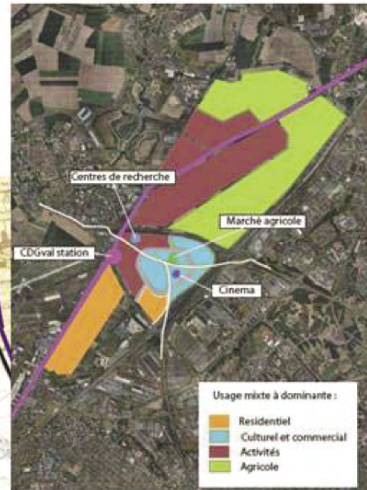 Centres de recherche
Marché agricole
CDGval station
Cinema
Usage mixte à dominante :
Residentiel
Culturel et commercial
Activités
Agricole